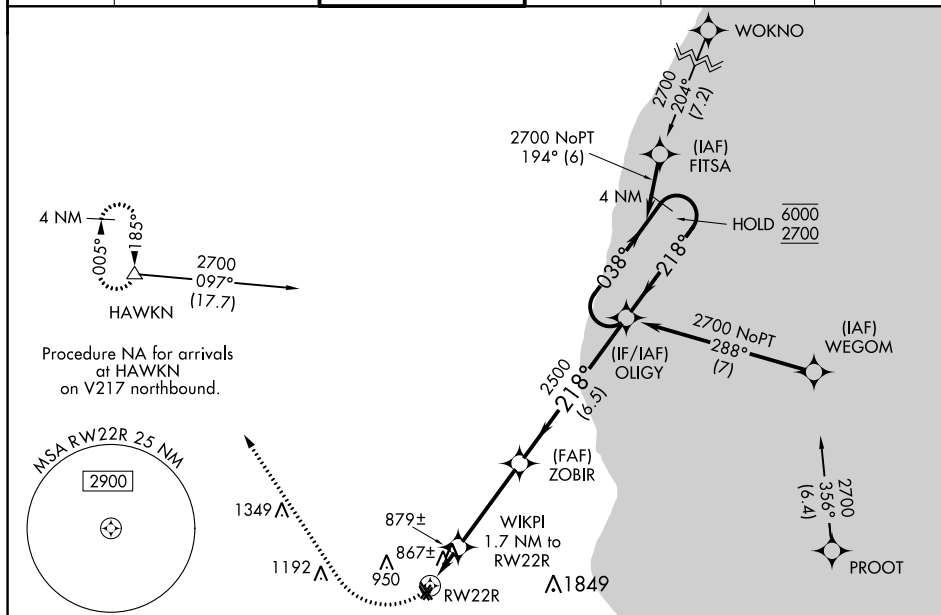 WOKNO
2700
204°
(7.2)
2700 NoPT
194° (6)
(IAF)
FITSA
4 NM
HOLD
6000
2700
038°
218°
4 NM
005°
185°
2700
097°
(17.7)
HAWKN
Procedure NA for arrivals
at HAWKN
on V217 northbound.
(IF/IAF)
OLIGY
2700 NoPT
288°
(7)
(IAF)
WEGOM
2500
218°
(6.5)
(FAF)
ZOBIR
MSA RW22R 25 NM
2900
1349
1192
950
879±
867±
WIKPI
1.7 NM to
RW22R
RW22R
1849
2700
356°
(6.4)
PROOT